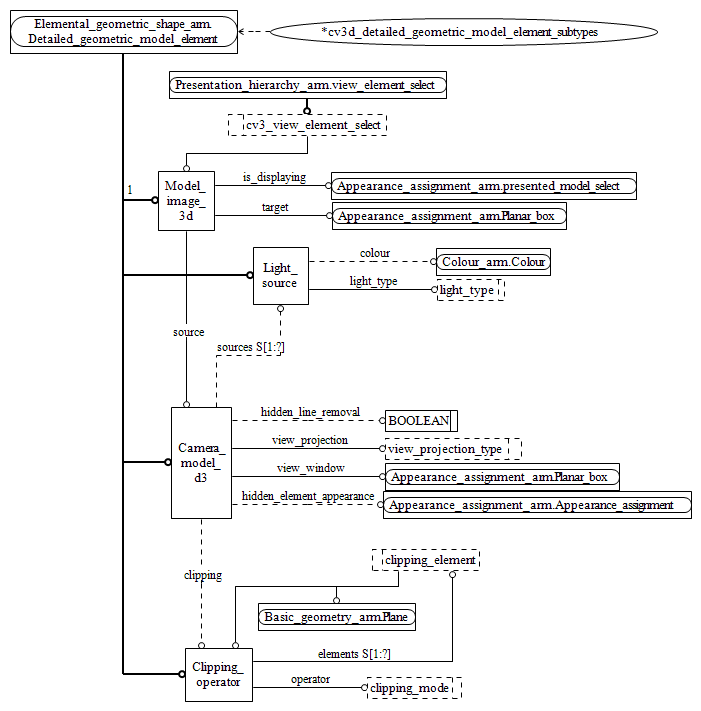 Elemental_geometric_shape_arm.
Detailed_geometric_model_element
*cv3d_detailed_geometric_model_element_subtypes
Presentation_hierarchy_arm.view_element_select
cv3_view_element_select
1
Model_
image_
3d
is_displaying
Appearance_assignment_arm.presented_model_select
target
Appearance_assignment_arm.Planar_box
Light_
source
colour
Colour_arm.Colour
light_type
light_type
source
sources S[1:?]
Camera_
model_
d3
hidden_line_removal
BOOLEAN
view_projection
view_projection_type
view_window
Appearance_assignment_arm.Planar_box
hidden_element_appearance
Appearance_assignment_arm.Appearance_assignment
clipping
clipping_element
Basic_geometry_arm.Plane
Clipping_
operator
elements S[1:?]
operator
clipping_mode